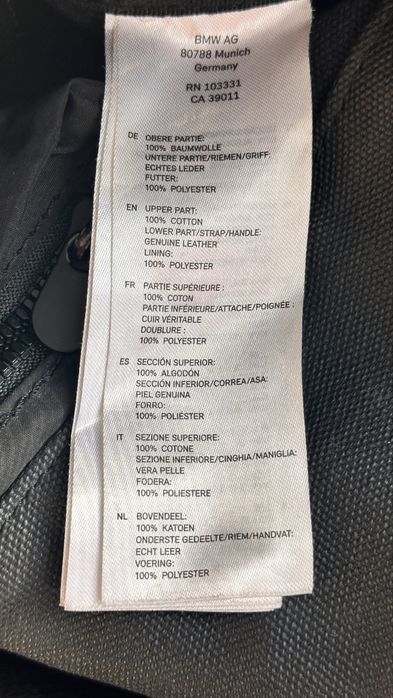 BMW AG
80788 Munich
Germany
RN 103331
CA 39011
DE OBERE PARTIE:
100% BAUMWOLLE
UNTERE PARTIE/RIEMEN/GRIFF:
ECHTES LEDER
FUTTER:
100% POLYESTER
EN UPPER PART:
100% COTTON
LOWER PART/STRAP/HANDLE:
GENUINE LEATHER
LINING:
100% POLYESTER
FR PARTIE SUPÉRIEURE :
100% COTON
PARTIE INFÉRIEURE/ATTACHE/POIGNÉE :
CUIR VÉRITABLE
DOUBLURE :
100% POLYESTER
ES SECCIÓN SUPERIOR:
100% ALGODÓN
SECCIÓN INFERIOR/CORREA/ASA:
PIEL GENUINA
FORRO:
100% POLIÉSTER
IT SEZIONE SUPERIORE:
100% COTONE
SEZIONE INFERIORE/CINGHIA/MANIGLIA:
VERA PELLE
FODERA:
100% POLIESTERE
NL BOVENDEEL:
100% KATOEN
ONDERSTE GEDEELTE/RIEM/HANDVAT:
ECHT LEER
VOERING:
100% POLYESTER